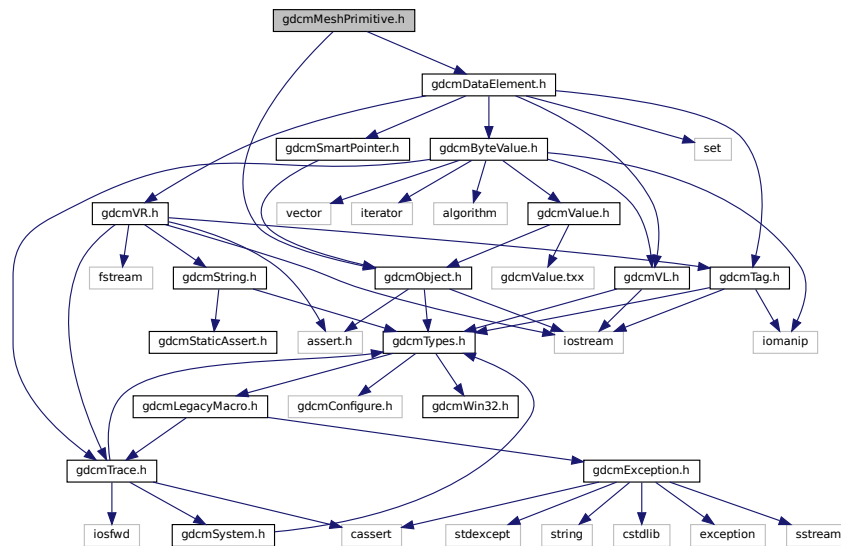 gdcmMeshPrimitive.h
gdcmDataElement.h
gdcmSmartPointer.h
gdcmByteValue.h
set
gdcmVR.h
vector
iterator
algorithm
gdcmValue.h
fstream
gdcmString.h
gdcmObject.h
gdcmValue.txx
gdcmVL.h
gdcmTag.h
gdcmStaticAssert.h
assert.h
gdcmTypes.h
iostream
iomanip
gdcmLegacyMacro.h
gdcmConfigure.h
gdcmWin32.h
gdcmTrace.h
gdcmException.h
iosfwd
gdcmSystem.h
cassert
stdexcept
string
cstdlib
exception
sstream